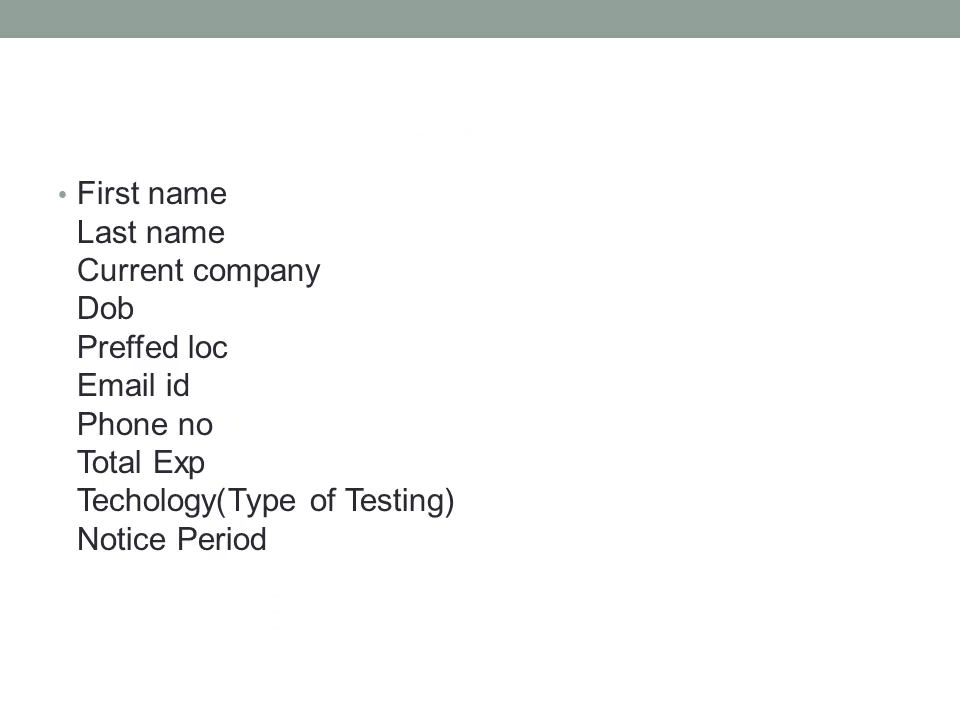 • First name
Last name
Current company
Dob
Preffed loc
Email id
Phone no
Total Exp
Techology(Type of Testing)
Notice Period